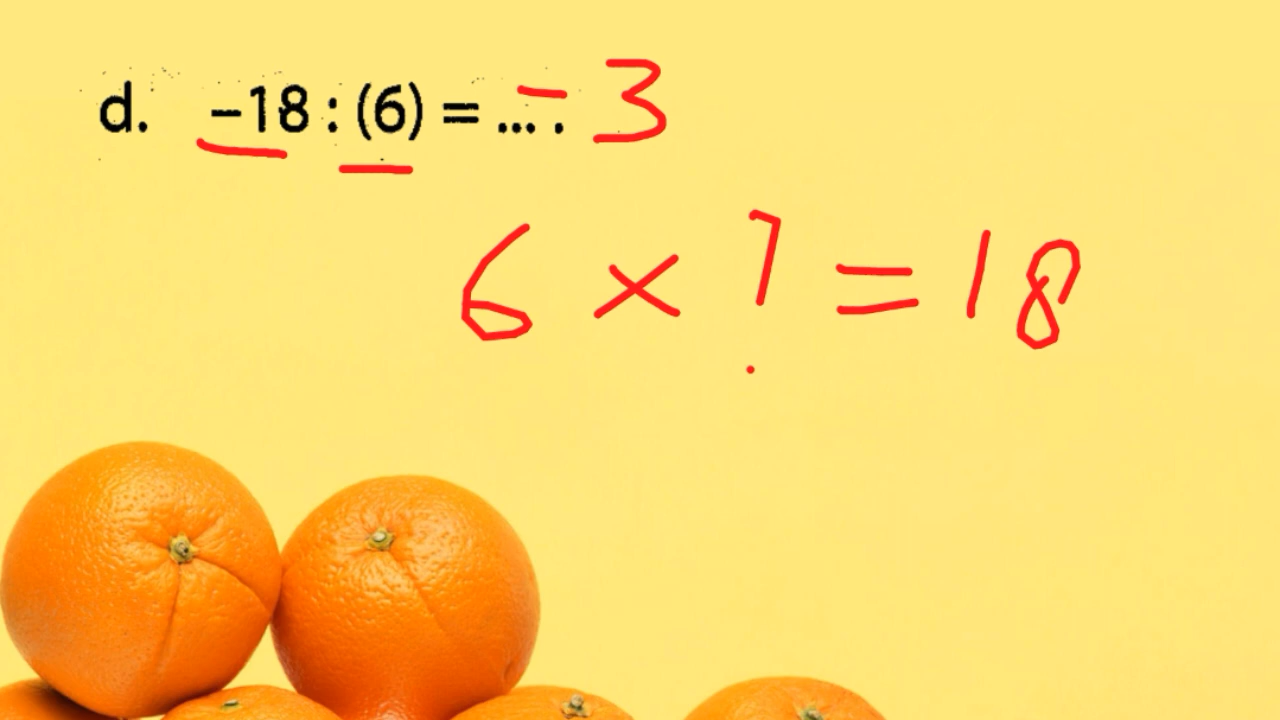 d. –18 : (6) = .... – 3
6 × ? = 18